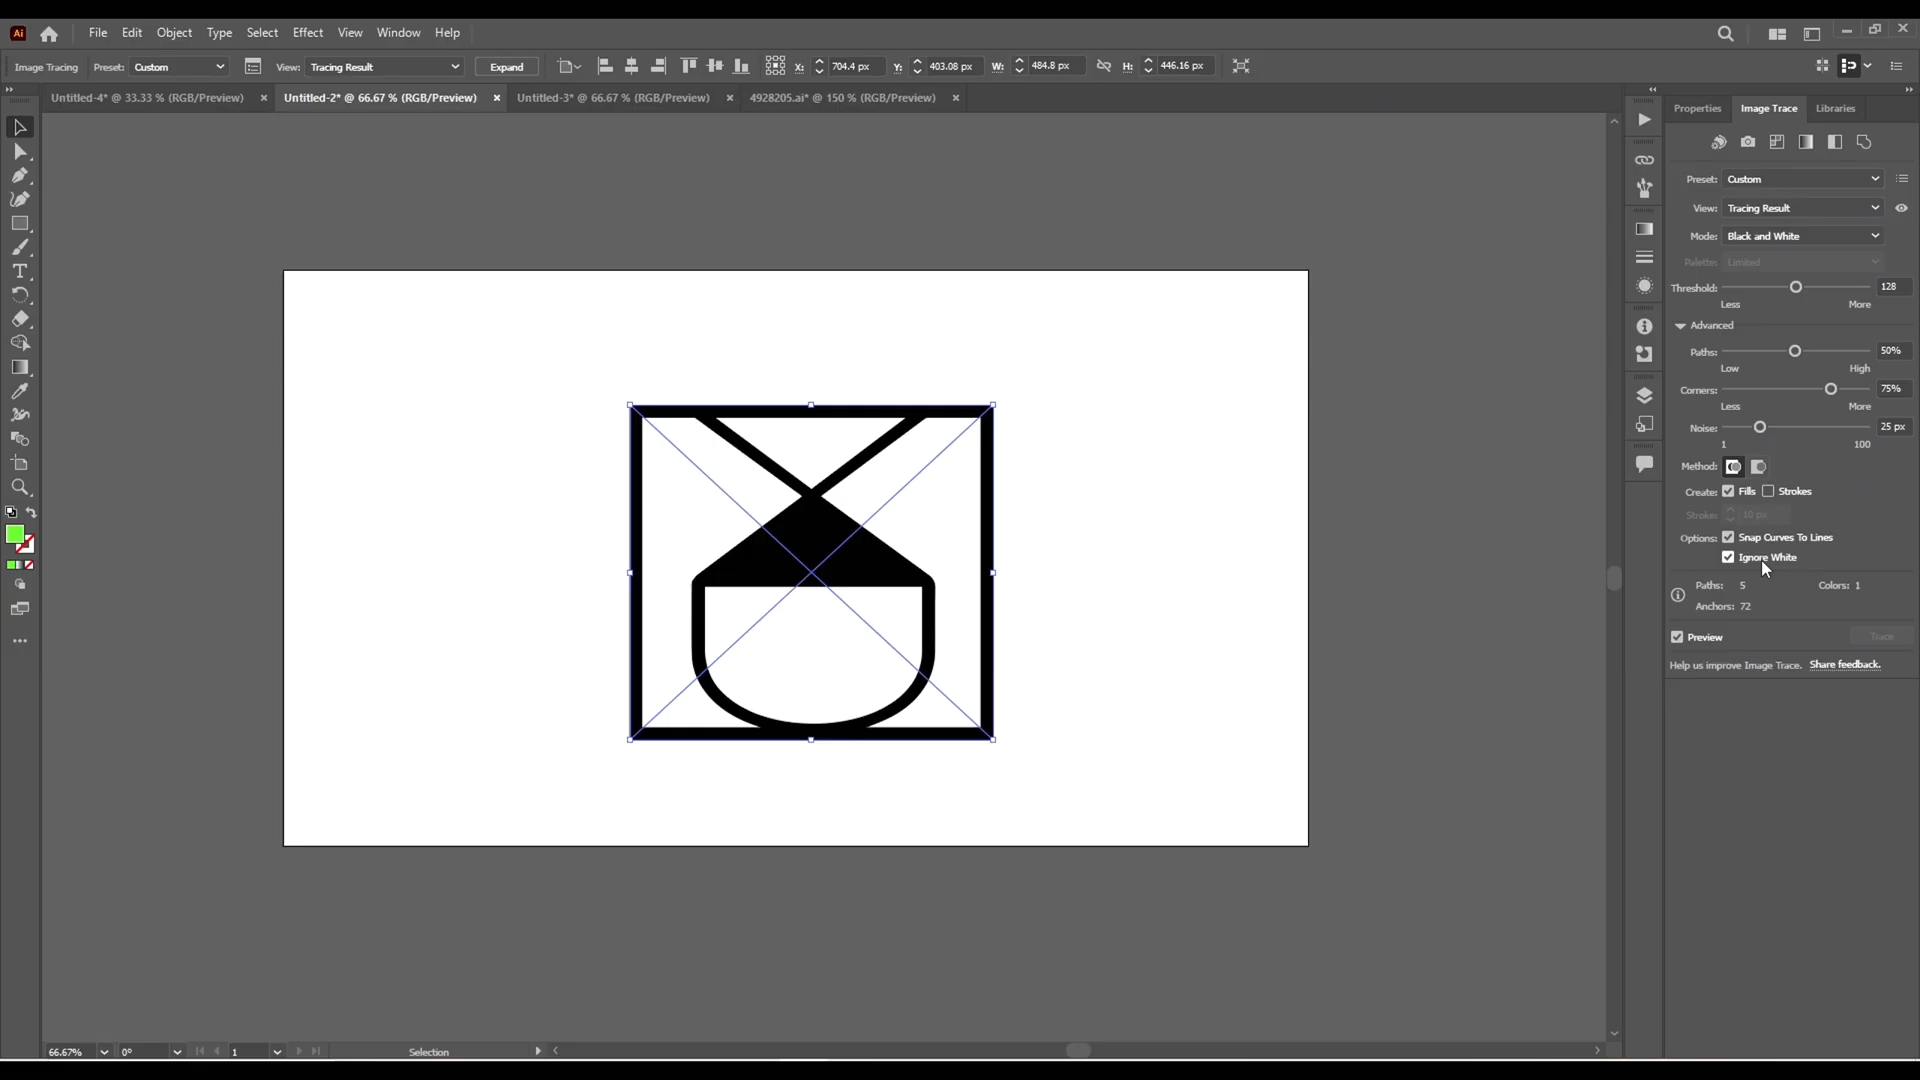 Ai File Edit Object Type Select Effect View Window Help
Image Tracing Preset: Custom View: Tracing Result Expand X: 704.4 px Y: 403.08 px W: 484.8 px H: 446.16 px
Untitled-4* @ 33.33 % (RGB/Preview) Untitled-2* @ 66.67 % (RGB/Preview) Untitled-3* @ 66.67 % (RGB/Preview) 4928205.ai* @ 150 % (RGB/Preview)
Properties Image Trace Libraries
Preset: Custom
View: Tracing Result
Mode: Black and White
Palette: Limited
Threshold: 128
Less More
Advanced
Paths: 50%
Low High
Corners: 75%
Less More
Noise: 25 px
1 100
Method:
Create: Fills Strokes
Stroke: 10 px
Options: Snap Curves To Lines
Ignore White
Paths: 5 Colors: 1
Anchors: 72
Preview Trace
Help us improve Image Trace. Share feedback.
66.67% 0° 1 Selection